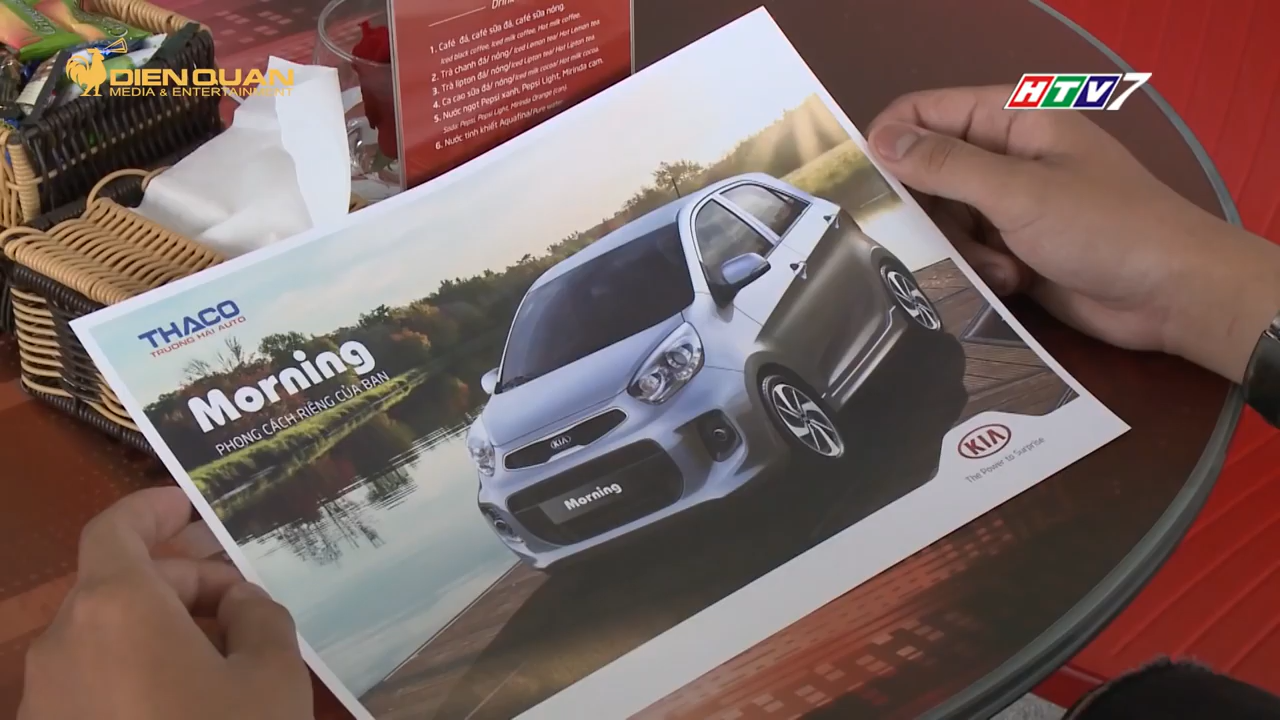 DIEN QUAN
MEDIA & ENTERTAINMENT
HTV7
1. Café đá, café sữa đá, café sữa nóng.
Iced black coffee, Iced milk coffee, Hot milk coffee.
2. Trà chanh đá/ nóng/ Iced Lemon tea/ Hot Lemon tea
3. Trà lipton đá/ nóng/ Iced Lipton tea/ Hot Lipton tea
4. Ca cao sữa đá/ nóng/ Iced milk cocoa/ Hot milk cocoa
5. Nước ngọt Pepsi xanh, Pepsi Light, Mirinda cam.
Soda Pepsi, Pepsi Light, Mirinda Orange (can)
6. Nước tinh khiết Aquafina/ Pure water
THACO
TRUONG HAI AUTO
Morning
PHONG CÁCH RIÊNG CỦA BẠN
KIA
Morning
KIA
The Power to Surprise